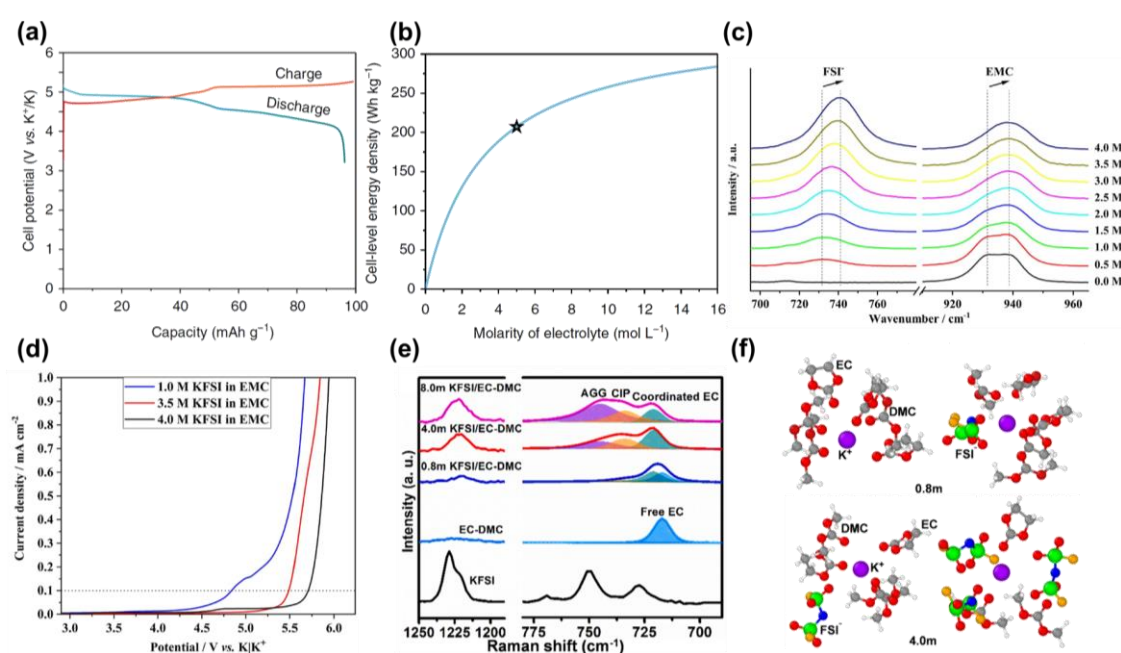 (a)
Cell potential (V vs. K⁺/K)
6
5
4
3
2
1
0
Charge
Discharge
0 20 40 60 80 100
Capacity (mAh g⁻¹)
(b)
Cell-level energy density (Wh kg⁻¹)
300
250
200
150
100
50
0
0 2 4 6 8 10 12 14 16
Molarity of electrolyte (mol L⁻¹)
(c)
Intensity / a.u.
FSI⁻
EMC
4.0 M
3.5 M
3.0 M
2.5 M
2.0 M
1.5 M
1.0 M
0.5 M
0.0 M
700 720 740 760 920 940 960
Wavenumber / cm⁻¹
(d)
Current density / mA cm⁻²
1.0
0.9
0.8
0.7
0.6
0.5
0.4
0.3
0.2
0.1
0.0
1.0 M KFSI in EMC
3.5 M KFSI in EMC
4.0 M KFSI in EMC
3.0 3.5 4.0 4.5 5.0 5.5 6.0
Potential / V vs. K|K⁺
(e)
Intensity (a. u.)
8.0m KFSI/EC-DMC
AGG CIP Coordinated EC
4.0m KFSI/EC-DMC
0.8m KFSI/EC-DMC
EC-DMC
Free EC
KFSI
1250 1225 1200 775 750 725 700
Raman shift (cm⁻¹)
(f)
EC
DMC
K⁺
FSI
0.8m
DMC
EC
K⁺
FSI⁻
4.0m